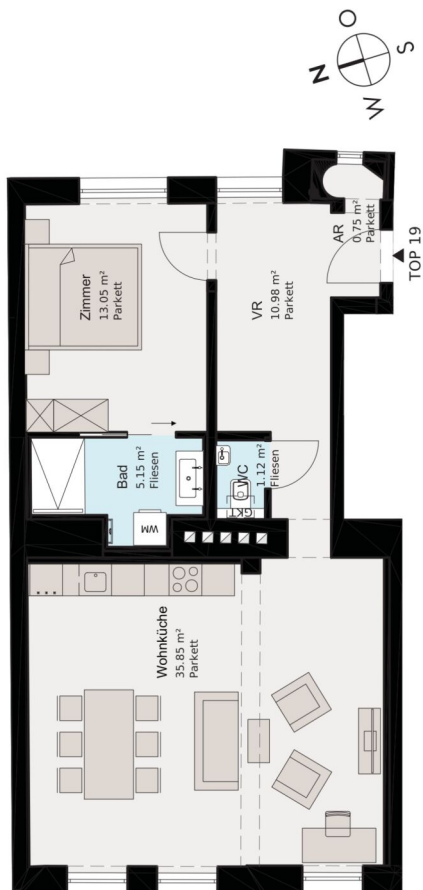 N
O
S
W
AR
0.75 m²
Parkett
TOP 19
Zimmer
13.05 m²
Parkett
VR
10.98 m²
Parkett
Bad
5.15 m²
Fliesen
WM
WC
1.12 m²
Fliesen
GKT
Wohnküche
35.85 m²
Parkett